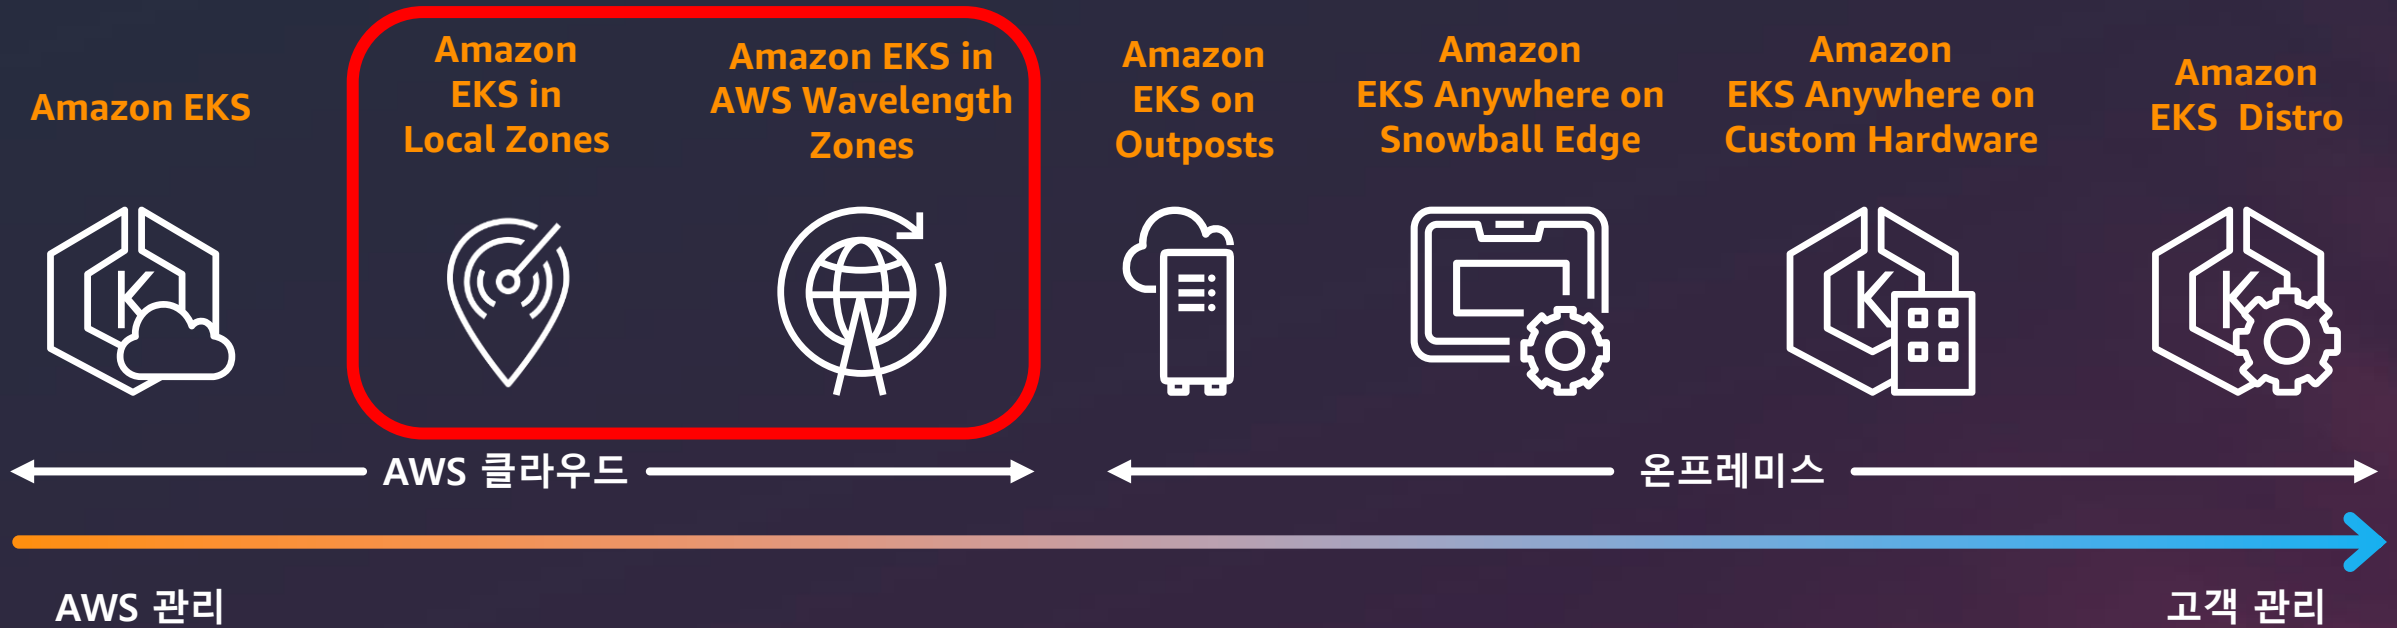 Amazon EKS
Amazon
EKS in
Local Zones
Amazon EKS in
AWS Wavelength
Zones
Amazon
EKS on
Outposts
Amazon
EKS Anywhere on
Snowball Edge
Amazon
EKS Anywhere on
Custom Hardware
Amazon
EKS Distro
K
K
K
AWS 클라우드
온프레미스
AWS 관리
고객 관리